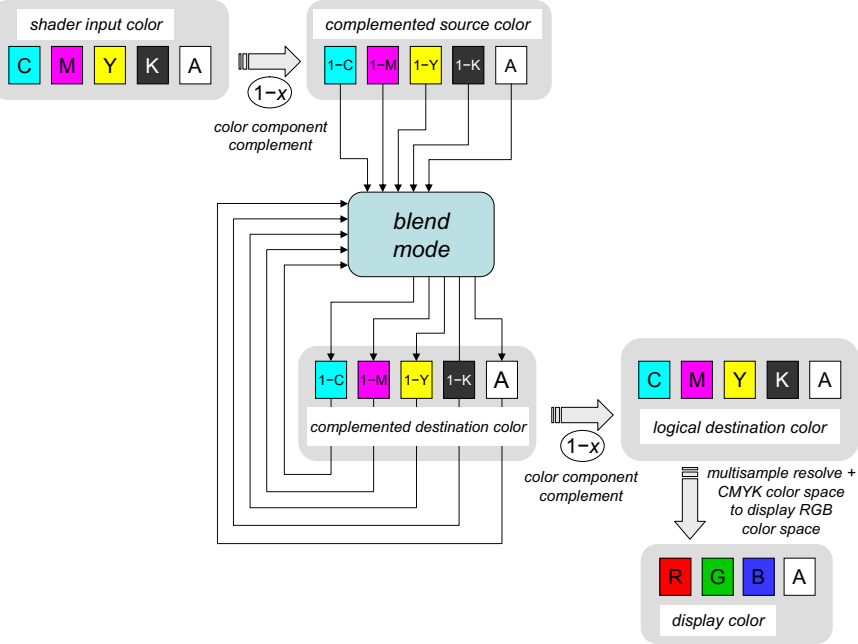 shader input color
C M Y K A
1−x
color component
complement
complemented source color
1−C 1−M 1−Y 1−K A
blend
mode
1−C 1−M 1−Y 1−K A
complemented destination color
1−x
color component
complement
C M Y K A
logical destination color
multisample resolve +
CMYK color space
to display RGB
color space
R G B A
display color